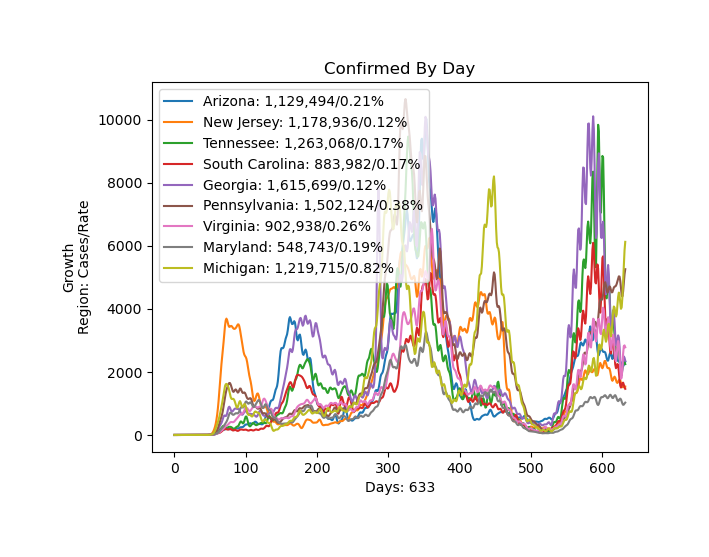 Confirmed By Day
Arizona: 1,129,494/0.21%
New Jersey: 1,178,936/0.12%
Tennessee: 1,263,068/0.17%
South Carolina: 883,982/0.17%
Georgia: 1,615,699/0.12%
Pennsylvania: 1,502,124/0.38%
Virginia: 902,938/0.26%
Maryland: 548,743/0.19%
Michigan: 1,219,715/0.82%
Growth
Region: Cases/Rate
10000
8000
6000
4000
2000
0
0 100 200 300 400 500 600
Days: 633